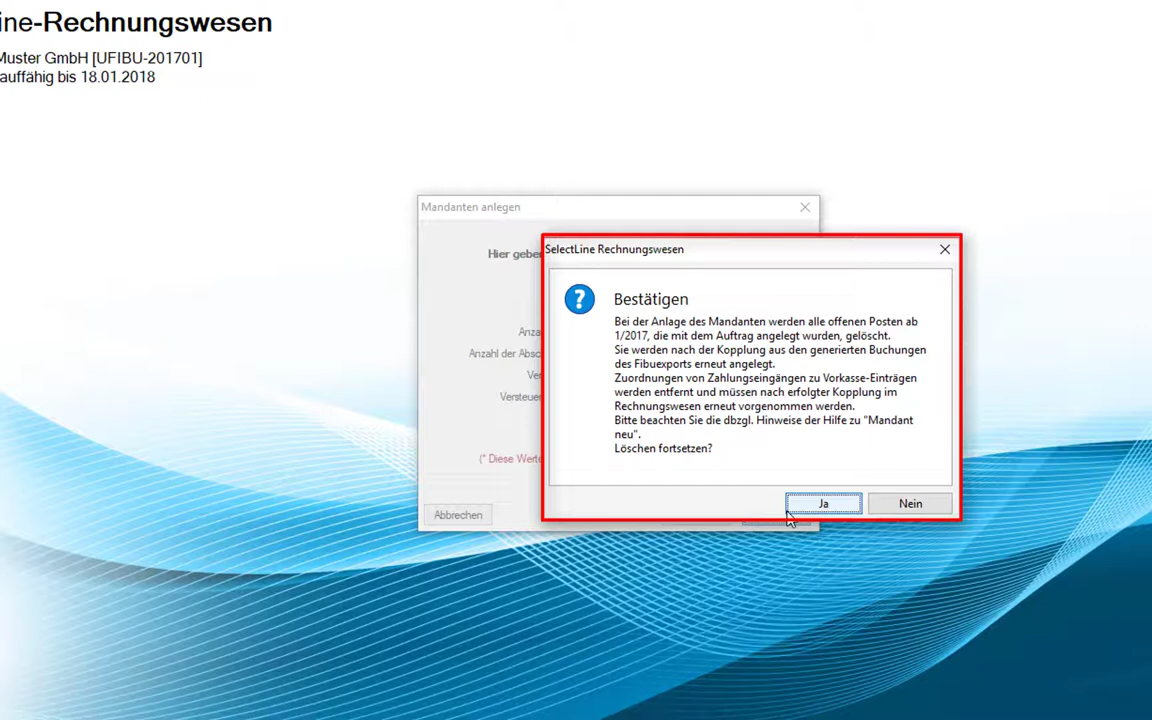 ine-Rechnungswesen
Muster GmbH [UFIBU-201701]
auffähig bis 18.01.2018
Mandanten anlegen
Hier geben
SelectLine Rechnungswesen
Bestätigen
Bei der Anlage des Mandanten werden alle offenen Posten ab
1/2017, die mit dem Auftrag angelegt wurden, gelöscht.
Sie werden nach der Kopplung aus den generierten Buchungen
des Fibuexports erneut angelegt.
Zuordnungen von Zahlungseingängen zu Vorkasse-Einträgen
werden entfernt und müssen nach erfolgter Kopplung im
Rechnungswesen erneut vorgenommen werden.
Bitte beachten Sie die dbzgl. Hinweise der Hilfe zu "Mandant
neu".
Löschen fortsetzen?
Anza
Anzahl der Absc
Ver
Versteuer
(* Diese Werte
Abbrechen
Ja
Nein